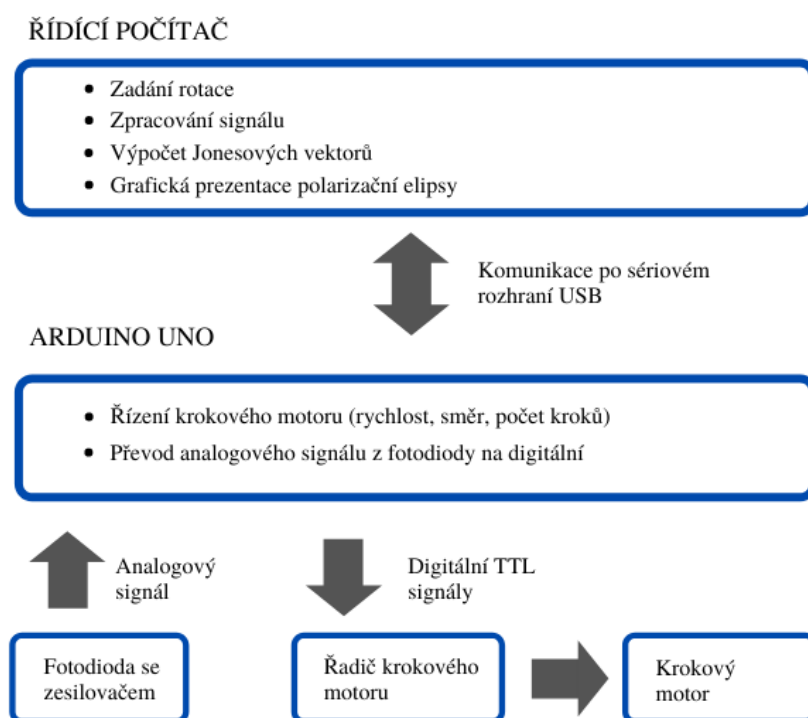 ŘÍDÍCÍ POČÍTAČ
• Zadání rotace
• Zpracování signálu
• Výpočet Jonesových vektorů
• Grafická prezentace polarizační elipsy
Komunikace po sériovém
rozhraní USB
ARDUINO UNO
• Řízení krokového motoru (rychlost, směr, počet kroků)
• Převod analogového signálu z fotodiody na digitální
Analogový
signál
Digitální TTL
signály
Fotodioda se
zesilovačem
Řadič krokového
motoru
Krokový
motor